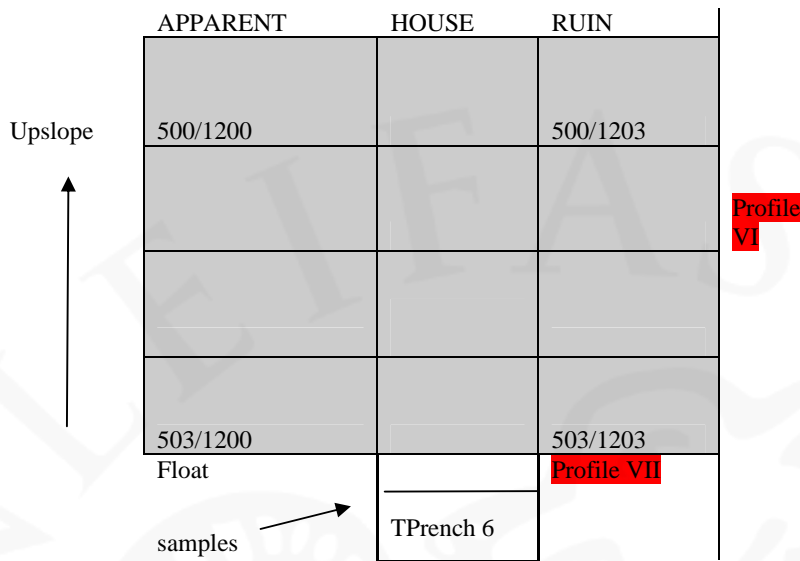 APPARENT HOUSE RUIN
Upslope 500/1200 500/1203
Profile
VI
503/1200 503/1203
Float Profile VII
samples TPrench 6
LEIFAS